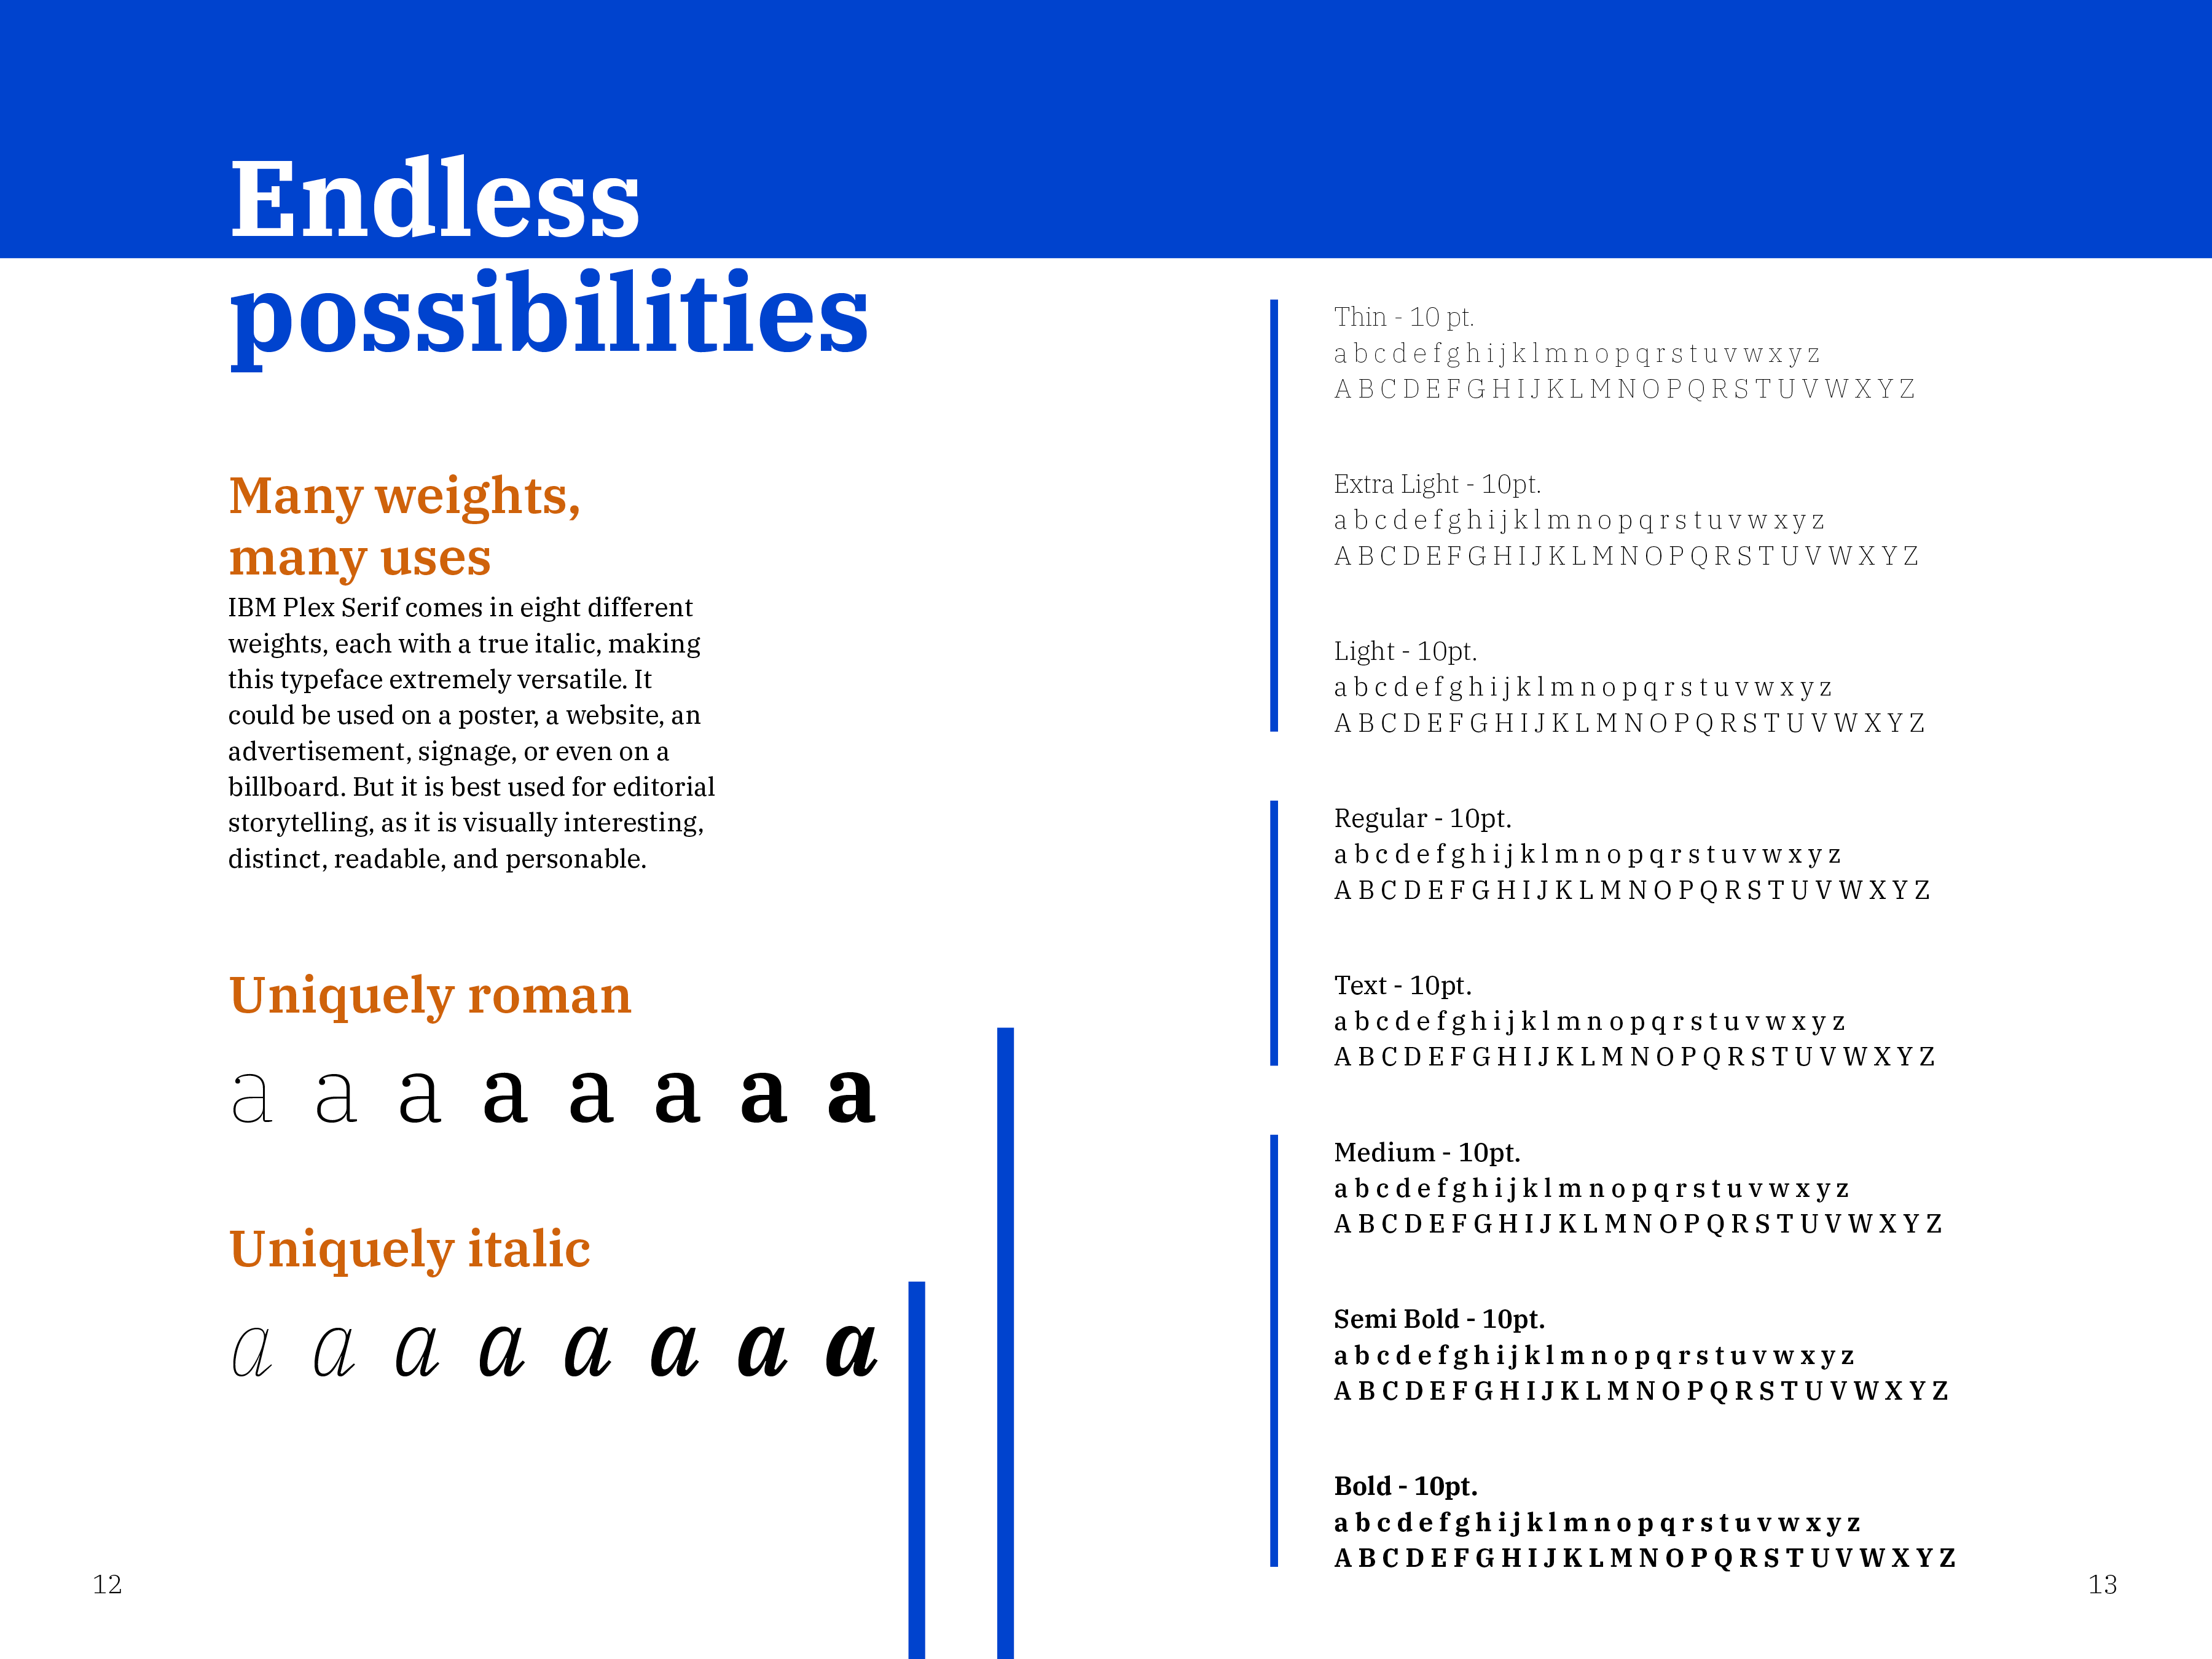 Endless
possibilities
Many weights,
many uses
IBM Plex Serif comes in eight different
weights, each with a true italic, making
this typeface extremely versatile. It
could be used on a poster, a website, an
advertisement, signage, or even on a
billboard. But it is best used for editorial
storytelling, as it is visually interesting,
distinct, readable, and personable.
Uniquely roman
a a a a a a a a
Uniquely italic
a a a a a a a a
12
Thin - 10 pt.
a b c d e f g h i j k l m n o p q r s t u v w x y z
A B C D E F G H I J K L M N O P Q R S T U V W X Y Z
Extra Light - 10pt.
a b c d e f g h i j k l m n o p q r s t u v w x y z
A B C D E F G H I J K L M N O P Q R S T U V W X Y Z
Light - 10pt.
a b c d e f g h i j k l m n o p q r s t u v w x y z
A B C D E F G H I J K L M N O P Q R S T U V W X Y Z
Regular - 10pt.
a b c d e f g h i j k l m n o p q r s t u v w x y z
A B C D E F G H I J K L M N O P Q R S T U V W X Y Z
Text - 10pt.
a b c d e f g h i j k l m n o p q r s t u v w x y z
A B C D E F G H I J K L M N O P Q R S T U V W X Y Z
Medium - 10pt.
a b c d e f g h i j k l m n o p q r s t u v w x y z
A B C D E F G H I J K L M N O P Q R S T U V W X Y Z
Semi Bold - 10pt.
a b c d e f g h i j k l m n o p q r s t u v w x y z
A B C D E F G H I J K L M N O P Q R S T U V W X Y Z
Bold - 10pt.
a b c d e f g h i j k l m n o p q r s t u v w x y z
A B C D E F G H I J K L M N O P Q R S T U V W X Y Z
13